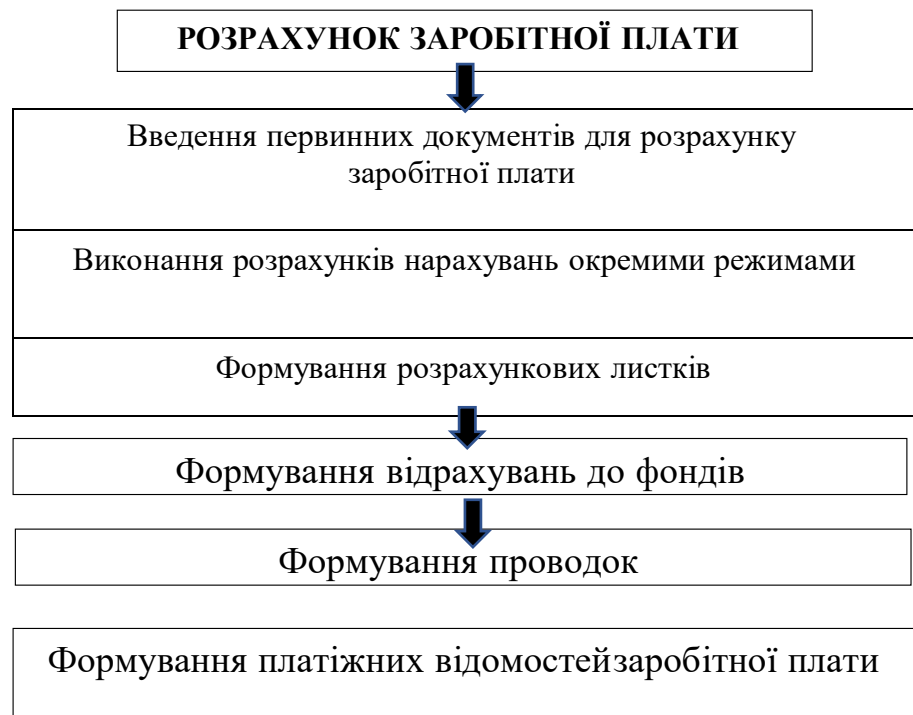 РОЗРАХУНОК ЗАРОБІТНОЇ ПЛАТИ
Введення первинних документів для розрахунку
заробітної плати
Виконання розрахунків нарахувань окремими режимами
Формування розрахункових листків
Формування відрахувань до фондів
Формування проводок
Формування платіжних відомостейзаробітної плати